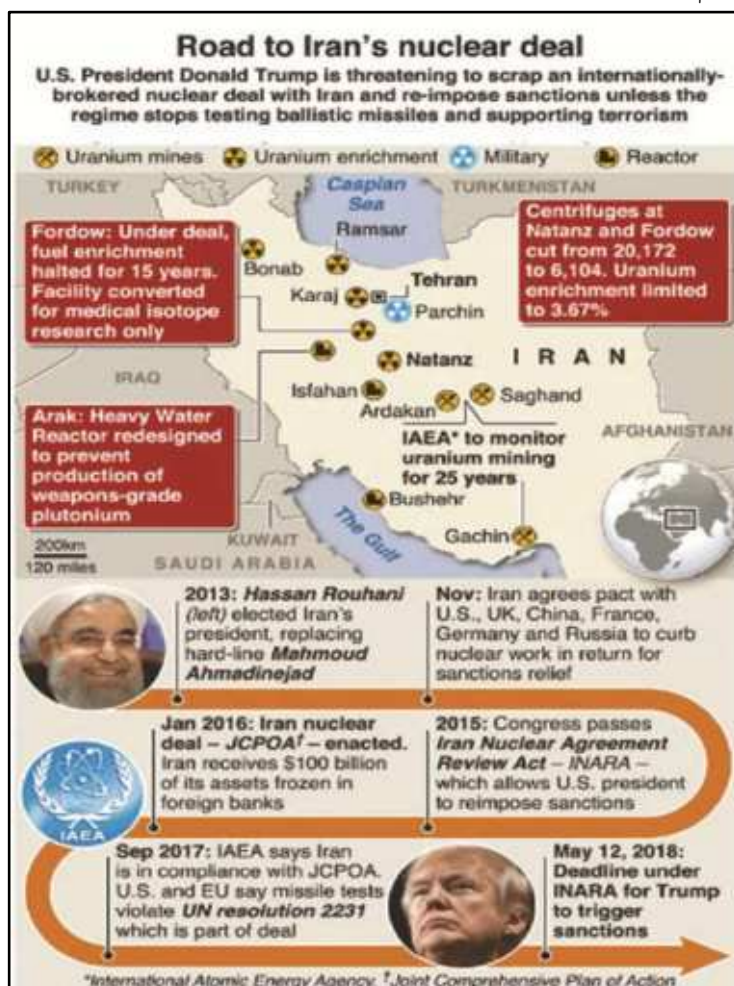 Road to Iran's nuclear deal
U.S. President Donald Trump is threatening to scrap an internationally-
brokered nuclear deal with Iran and re-impose sanctions unless the
regime stops testing ballistic missiles and supporting terrorism
Uranium mines Uranium enrichment Military Reactor
TURKEY
Caspian
Sea
TURKMENISTAN
Fordow: Under deal,
fuel enrichment
halted for 15 years.
Facility converted
for medical isotope
research only
Centrifuges at
Natanz and Fordow
cut from 20,172
to 6,104. Uranium
enrichment limited
to 3.67%
Ramsar
Bonab
Tehran
Karaj
Parchin
Natanz
IRAN
IRAQ
Isfahan
Saghand
Ardakan
AFGHANISTAN
Arak: Heavy Water
Reactor redesigned
to prevent
production of
weapons-grade
plutonium
IAEA* to monitor
uranium mining
for 25 years
Bushehr
The Gulf
Gachin
KUWAIT
200km
120 miles
SAUDI ARABIA
2013: Hassan Rouhani
(left) elected Iran's
president, replacing
hard-line Mahmoud
Ahmadinejad
Nov: Iran agrees pact with
U.S., UK, China, France,
Germany and Russia to curb
nuclear work in return for
sanctions relief
Jan 2016: Iran nuclear
deal – JCPOA† – enacted.
Iran receives $100 billion
of its assets frozen in
foreign banks
2015: Congress passes
Iran Nuclear Agreement
Review Act – INARA –
which allows U.S. president
to reimpose sanctions
IAEA
Sep 2017: IAEA says Iran
is in compliance with JCPOA.
U.S. and EU say missile tests
violate UN resolution 2231
which is part of deal
May 12, 2018:
Deadline under
INARA for Trump
to trigger
sanctions
*International Atomic Energy Agency †Joint Comprehensive Plan of Action